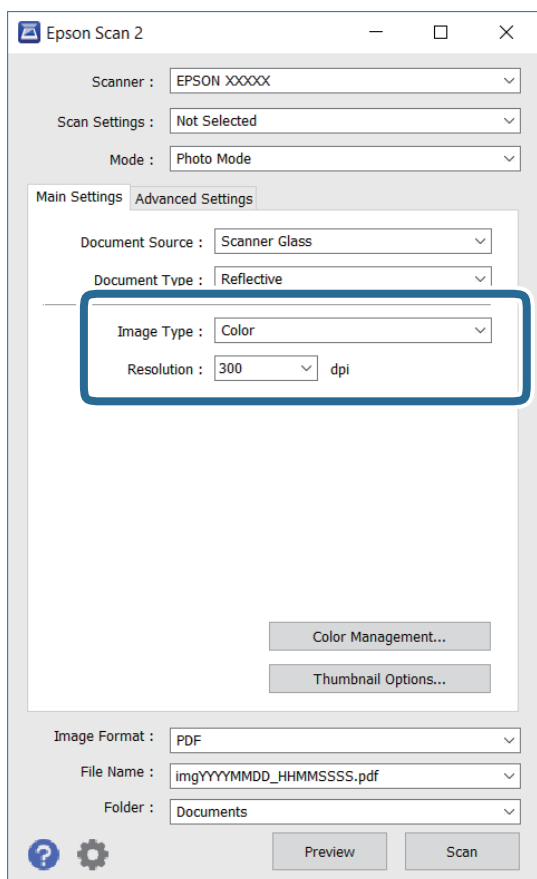 Epson Scan 2
Scanner : EPSON XXXXX
Scan Settings : Not Selected
Mode : Photo Mode
Main Settings Advanced Settings
Document Source : Scanner Glass
Document Type : Reflective
Image Type : Color
Resolution : 300 dpi
Color Management...
Thumbnail Options...
Image Format : PDF
File Name : imgYYYYMMDD_HHMMSSSS.pdf
Folder : Documents
? Preview Scan